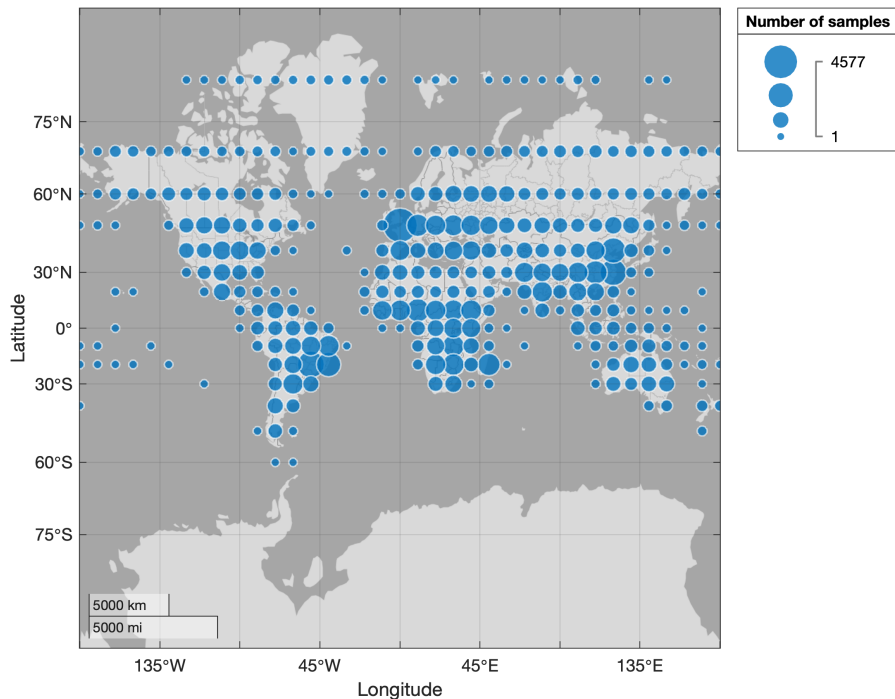 Number of samples
4577
1
75°N
60°N
30°N
0°
30°S
60°S
75°S
Latitude
5000 km
5000 mi
135°W
45°W
45°E
135°E
Longitude